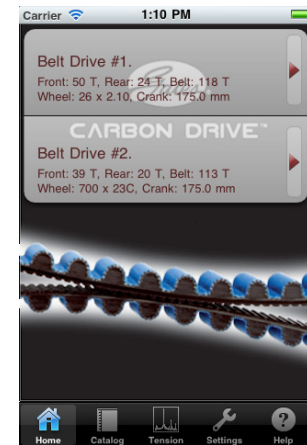 Carrier 1:10 PM
Belt Drive #1.
Front: 50 T, Rear: 24 T, Belt: 118 T
Wheel: 26 x 2.10, Crank: 175.0 mm
Gates
CARBON DRIVE™
Belt Drive #2.
Front: 39 T, Rear: 20 T, Belt: 113 T
Wheel: 700 x 23C, Crank: 175.0 mm
Home Catalog Tension Settings Help